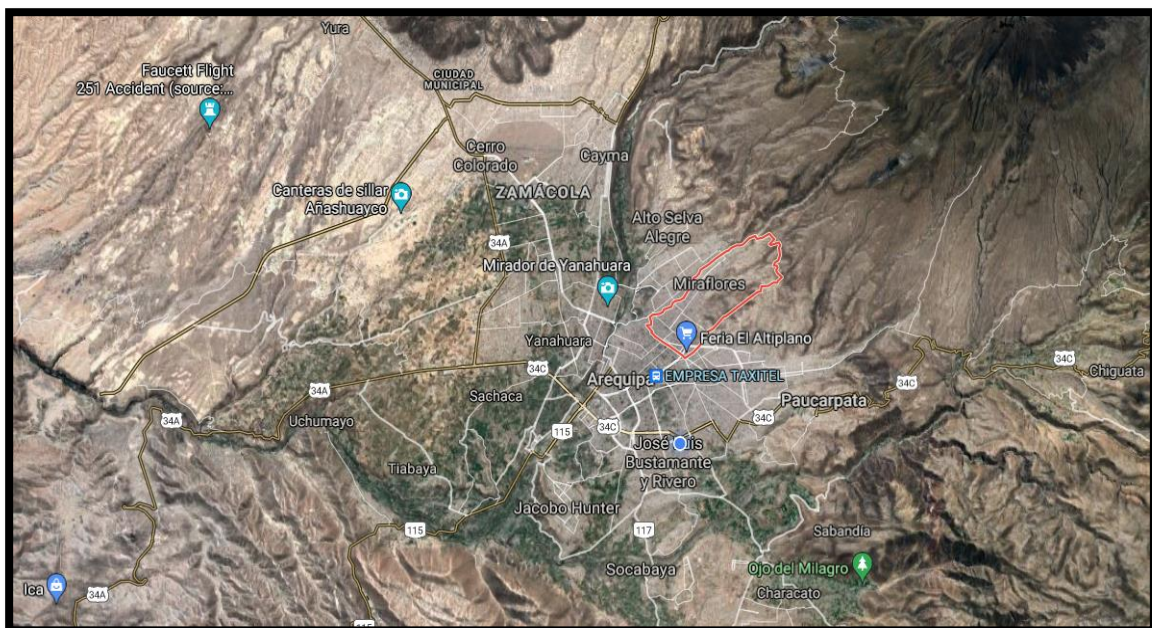 Yura
Faucett Flight
251 Accident (source:...
CIUDAD
MUNICIPAL
Cerro
Colorado
Cayma
Canteras de sillar
Añashuayco
ZAMÁCOLA
Alto Selva
Alegre
34A
Mirador de Yanahuara
Miraflores
Yanahuara
Feria El Altiplano
34C
34C
Chiguata
Arequipa
EMPRESA TAXITEL
34C
34A
Sachaca
Paucarpata
34A
Uchumayo
115
34C
34C
José Luis
Bustamante
y Rivero
Tiabaya
Jacobo Hunter
115
117
Sabandía
Socabaya
Ojo del Milagro
Ica
34A
Characato
115